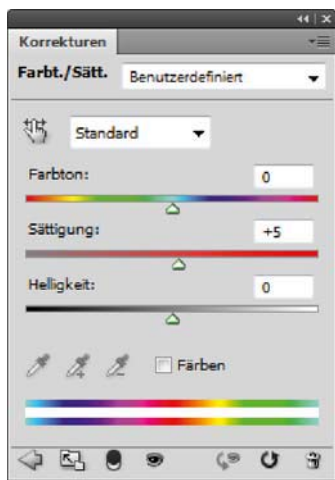 Korrekturen
Farbt./Sätt. Benutzerdefiniert
Standard
Farbton: 0
Sättigung: +5
Helligkeit: 0
Färben